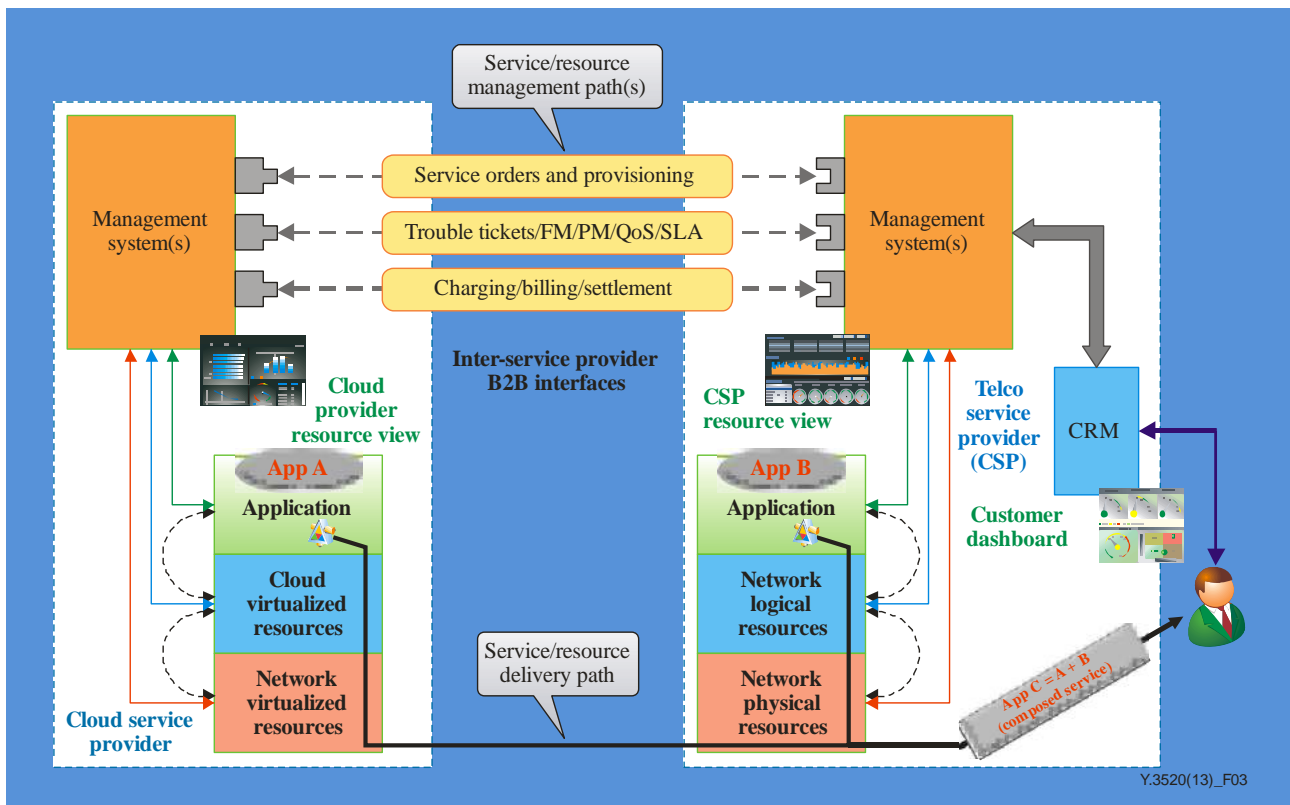 Service/resource
management path(s)
Management
system(s)
Service orders and provisioning
Trouble tickets/FM/PM/QoS/SLA
Charging/billing/settlement
Management
system(s)
Inter-service provider
B2B interfaces
Cloud
provider
resource view
CSP
resource view
Telco
service
provider
(CSP)
CRM
App A
Application
Cloud
virtualized
resources
Network
virtualized
resources
Cloud service
provider
Service/resource
delivery path
App B
Application
Network
logical
resources
Network
physical
resources
Customer
dashboard
App C = A + B
(composed service)
Y.3520(13)_F03